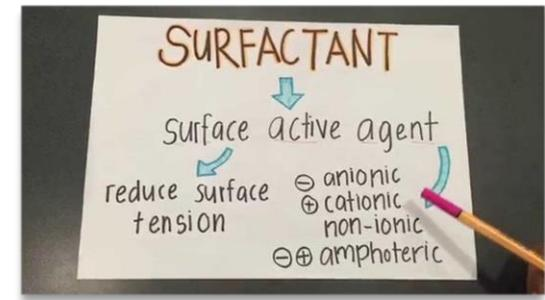 SURFACTANT
surface active agent
reduce surface
tension
⊖ anionic
⊕ cationic
non-ionic
⊖⊕ amphoteric